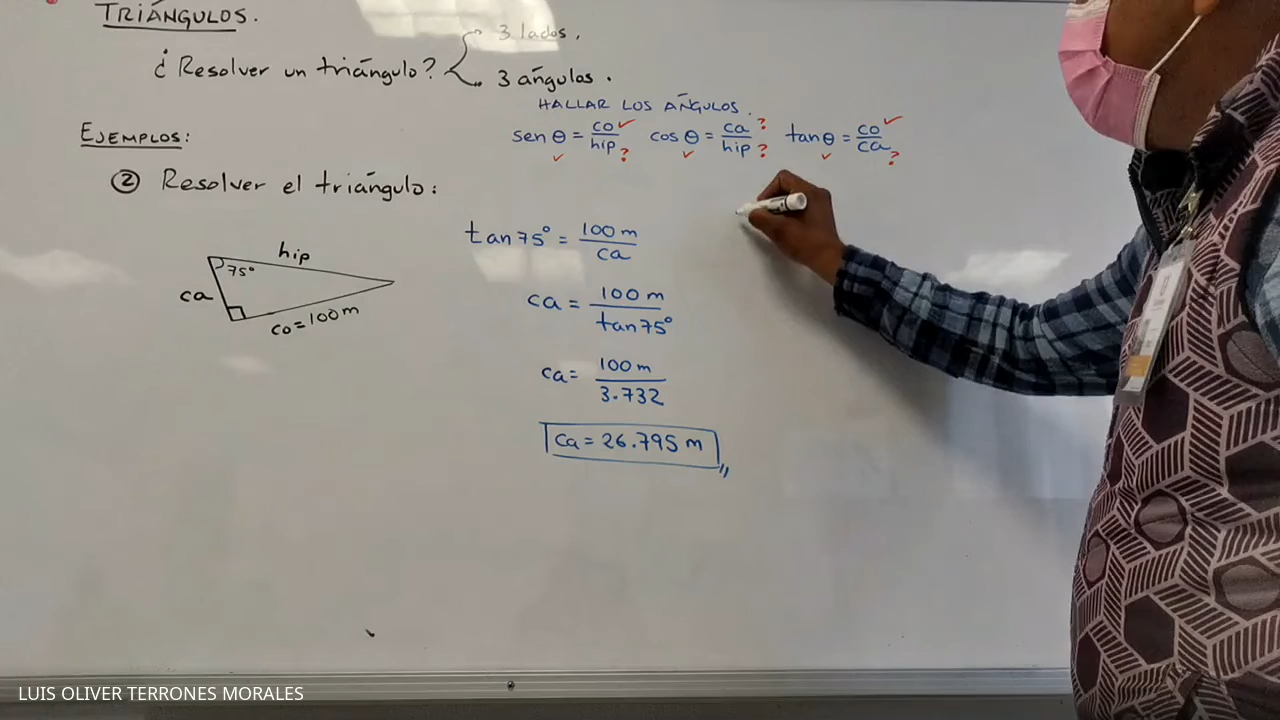 TRIÁNGULOS.
3 lados.
¿Resolver un triángulo?
3 ángulos.
HALLAR LOS ÁNGULOS.
EJEMPLOS:
sen θ = co/hip ✓ ? ✓
cos θ = ca/hip ? ? ✓
tan θ = co/ca ✓ ? ✓
② Resolver el triángulo:
hip
75°
ca
co = 100 m
tan 75° = 100 m/ca
ca = 100 m/tan 75°
ca = 100 m/3.732
ca = 26.795 m
LUIS OLIVER TERRONES MORALES